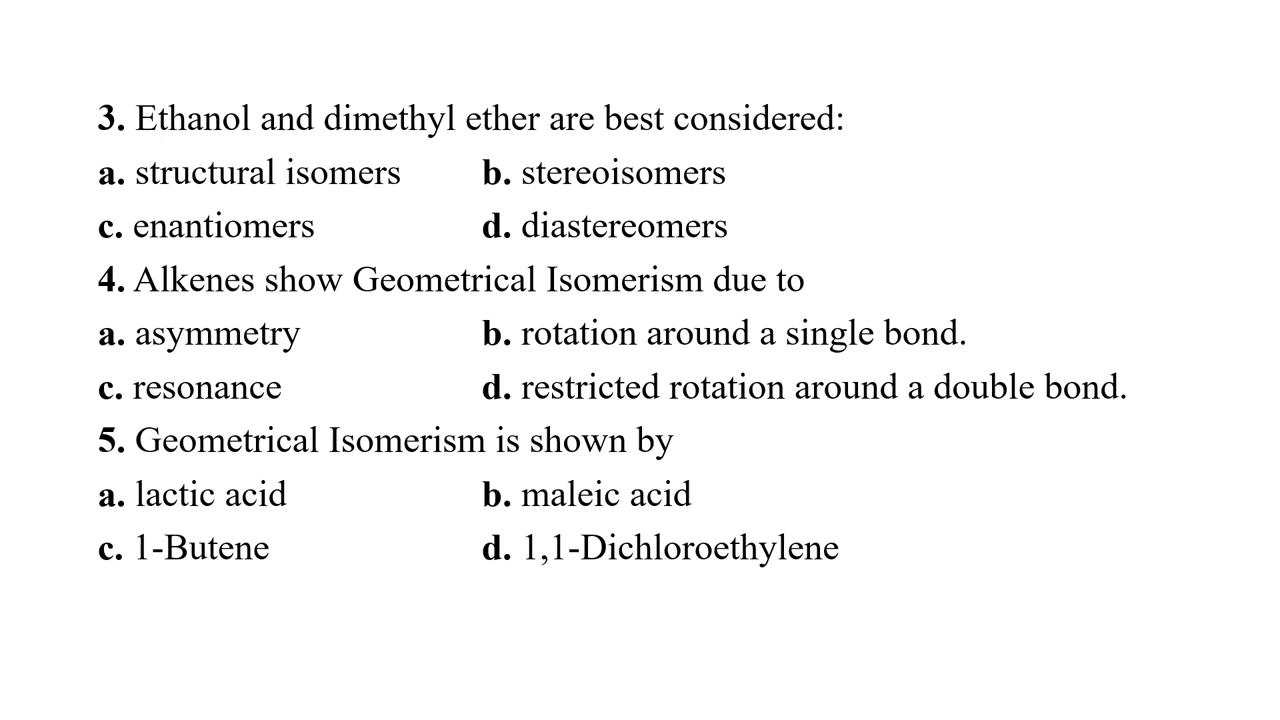 3. Ethanol and dimethyl ether are best considered:
a. structural isomers b. stereoisomers
c. enantiomers d. diastereomers
4. Alkenes show Geometrical Isomerism due to
a. asymmetry b. rotation around a single bond.
c. resonance d. restricted rotation around a double bond.
5. Geometrical Isomerism is shown by
a. lactic acid b. maleic acid
c. 1-Butene d. 1,1-Dichloroethylene